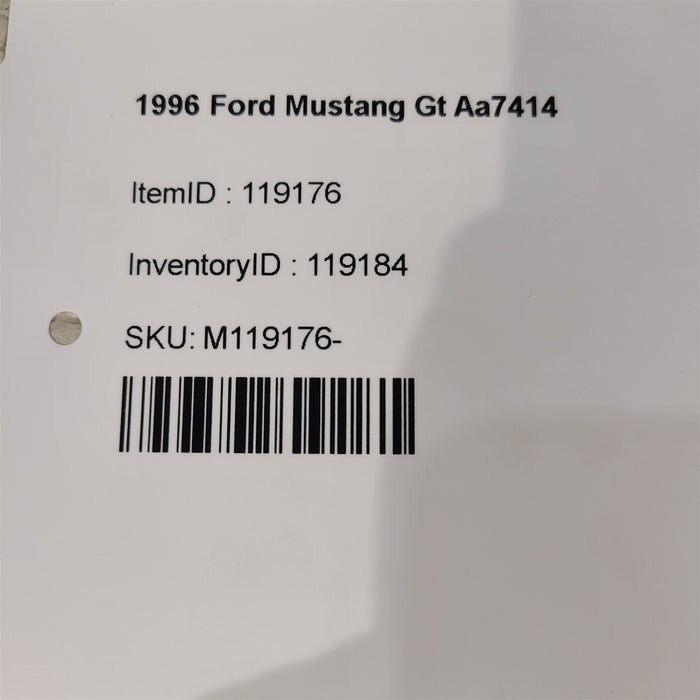 1996 Ford Mustang Gt Aa7414
ItemID : 119176
InventoryID : 119184
SKU: M119176-